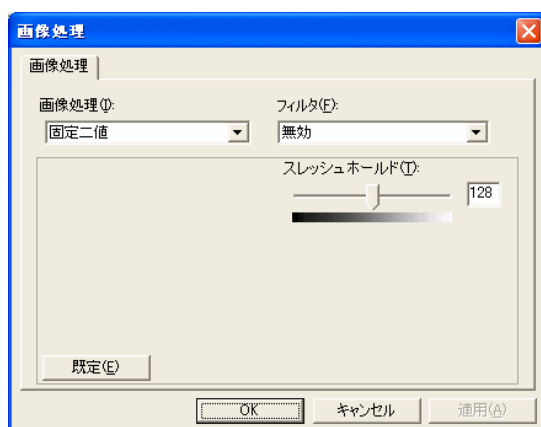 画像処理
画像処理
画像処理(I):
フィルタ(F):
固定二値
無効
スレッシュホールド(T):
128
既定(E)
OK
キャンセル
適用(A)